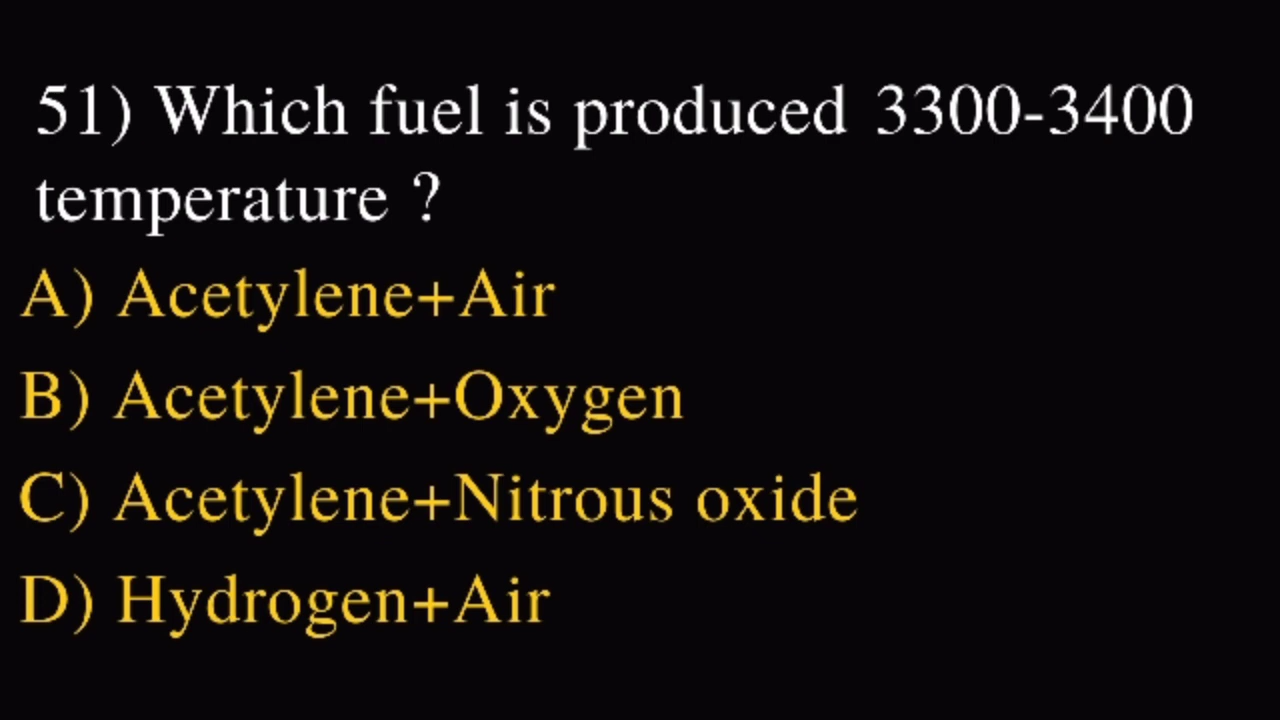 51) Which fuel is produced 3300-3400
temperature ?
A) Acetylene+Air
B) Acetylene+Oxygen
C) Acetylene+Nitrous oxide
D) Hydrogen+Air